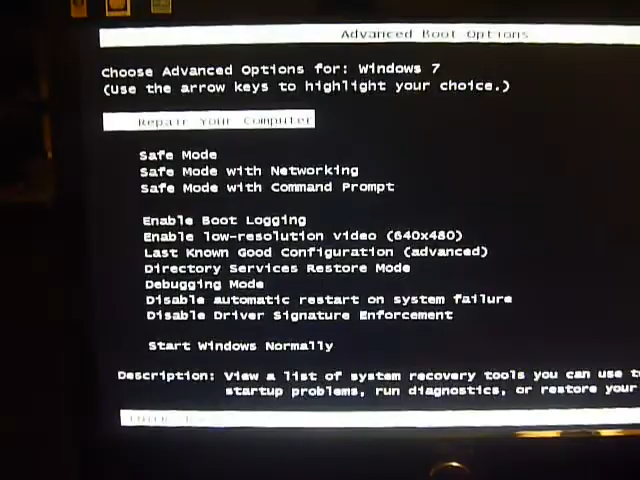 Advanced Boot Options
Choose Advanced Options for: Windows 7
(Use the arrow keys to highlight your choice.)
Repair Your Computer
Safe Mode
Safe Mode with Networking
Safe Mode with Command Prompt
Enable Boot Logging
Enable low-resolution video (640x480)
Last Known Good Configuration (advanced)
Directory Services Restore Mode
Debugging Mode
Disable automatic restart on system failure
Disable Driver Signature Enforcement
Start Windows Normally
Description: View a list of system recovery tools you can use
startup problems, run diagnostics, or restore your